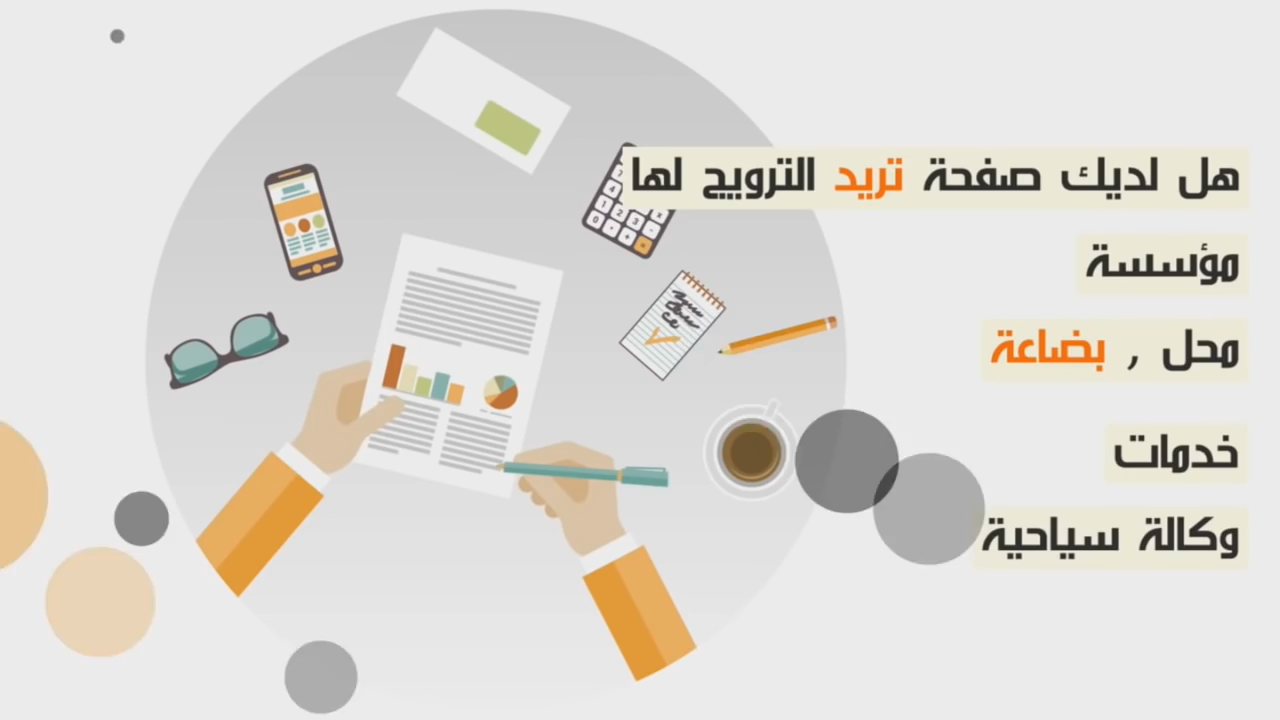 هل لديك صفحة تريد الترويج لها
مؤسسة
محل , بضاعة
خدمات
وكالة سياحية